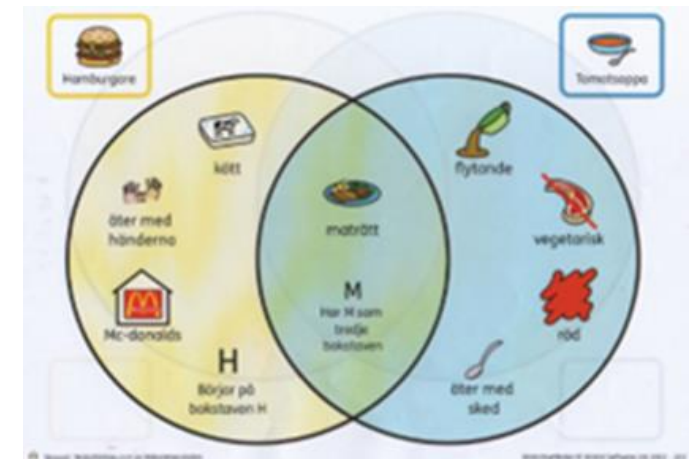 Hamburgare
Tomatsoppa
kött
flytande
äter med
händerna
maträtt
vegetarisk
M
Mc-donalds
M
Har M som
tredje
bokstaven
röd
H
Börjar på
bokstaven H
äter med
sked